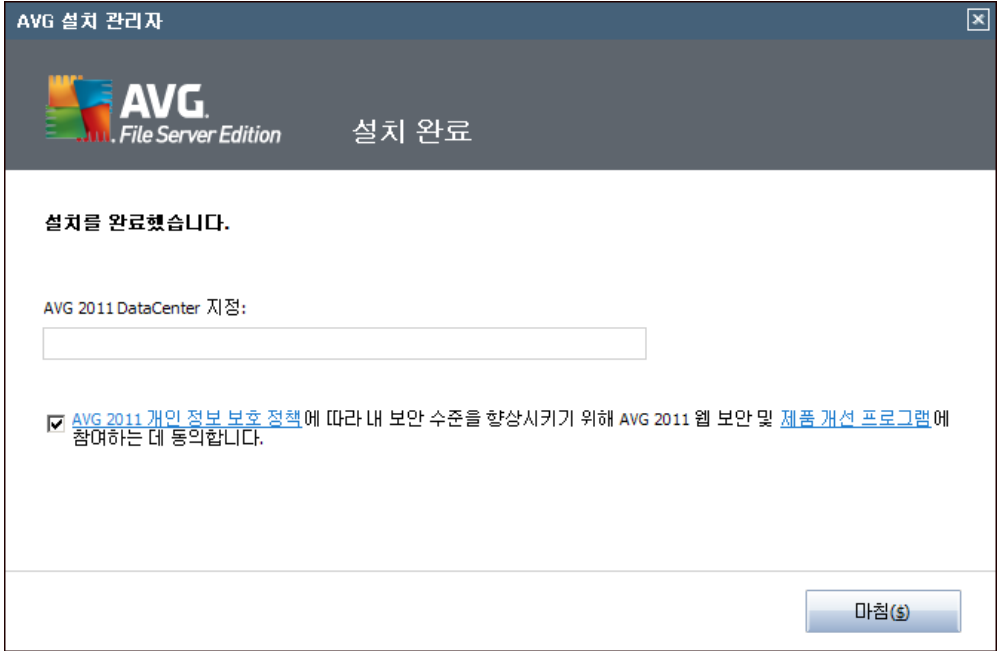 AVG 설치 관리자
AVG.
File Server Edition
설치 완료
설치를 완료했습니다.
AVG 2011 DataCenter 지정:
AVG 2011 개인 정보 보호 정책에 따라 내 보안 수준을 향상시키기 위해 AVG 2011 웹 보안 및 제품 개선 프로그램에
참여하는 데 동의합니다.
마침(s)